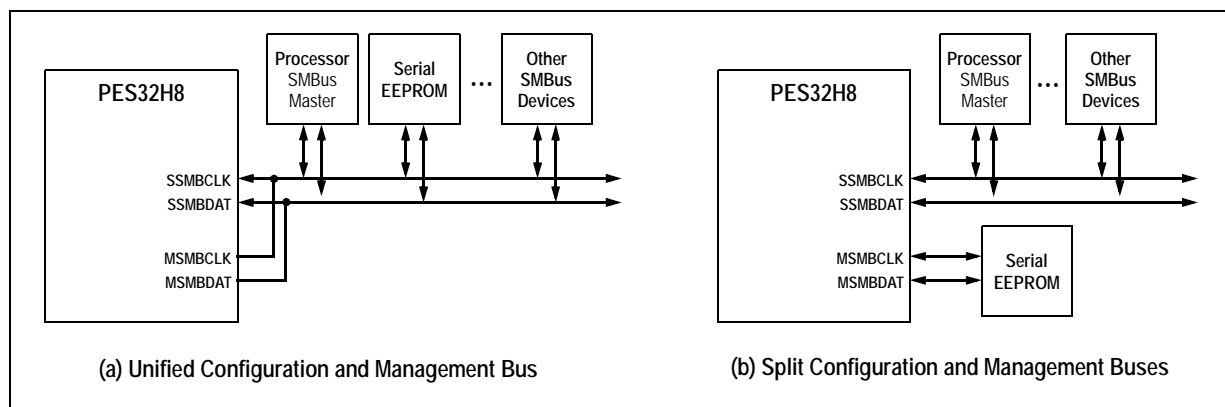 PES32H8
Processor
SMBus
Master
Serial
EEPROM
...
Other
SMBus
Devices
SSMBCLK
SSMBDAT
MSMBCLK
MSMBDAT
(a) Unified Configuration and Management Bus
PES32H8
Processor
SMBus
Master
...
Other
SMBus
Devices
SSMBCLK
SSMBDAT
MSMBCLK
MSMBDAT
Serial
EEPROM
(b) Split Configuration and Management Buses